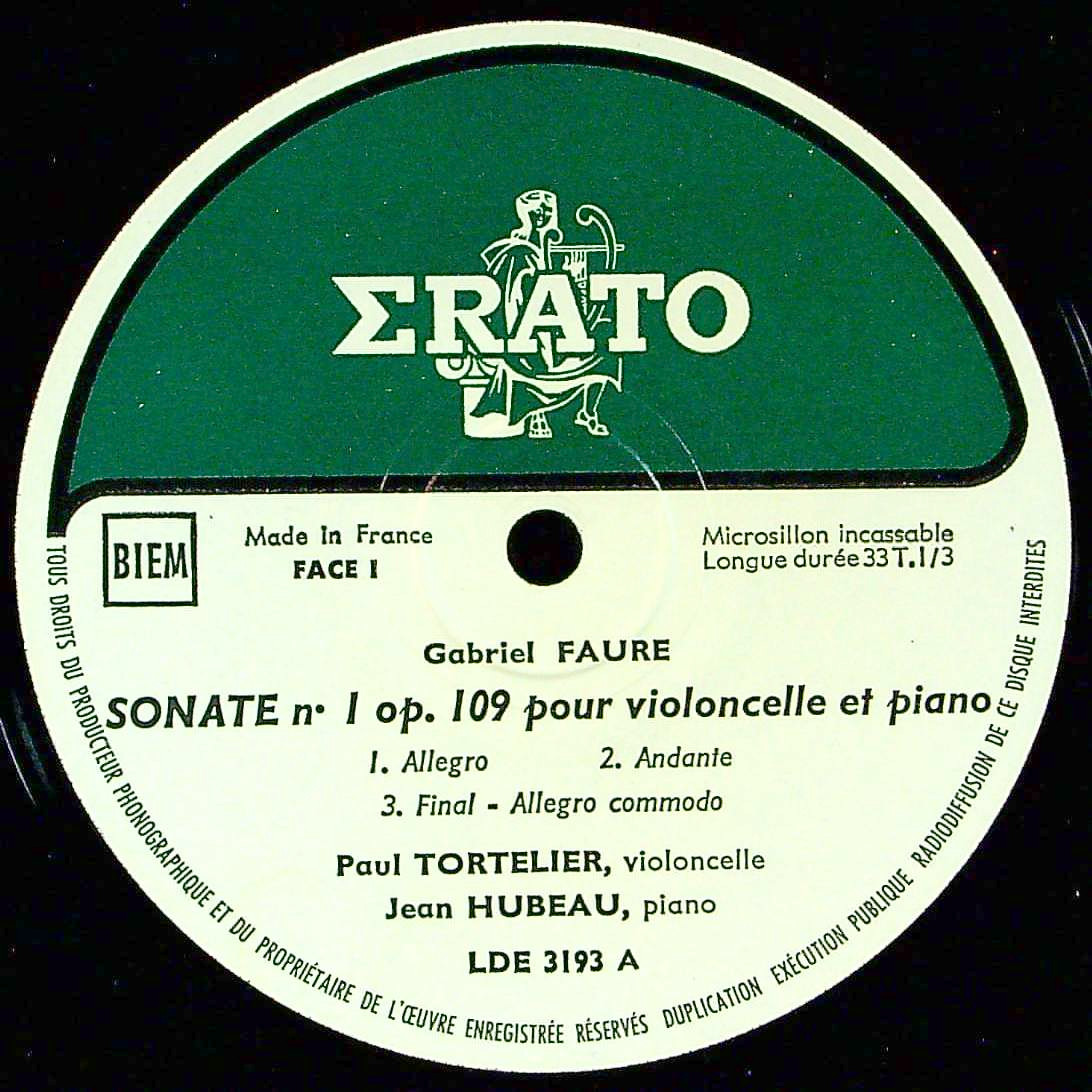 ΣRATO
BIEM
Made In France
FACE I
Microsillon incassable
Longue durée 33 T.1/3
Gabriel FAURE
SONATE n• 1 op. 109 pour violoncelle et piano
1. Allegro 2. Andante
3. Final - Allegro commodo
Paul TORTELIER, violoncelle
Jean HUBEAU, piano
LDE 3193 A
TOUS DROITS DU PRODUCTEUR PHONOGRAPHIQUE ET DU PROPRIÉTAIRE DE L'ŒUVRE ENREGISTRÉE RÉSERVÉS DUPLICATION EXÉCUTION PUBLIQUE RADIODIFFUSION DE CE DISQUE INTERDITES